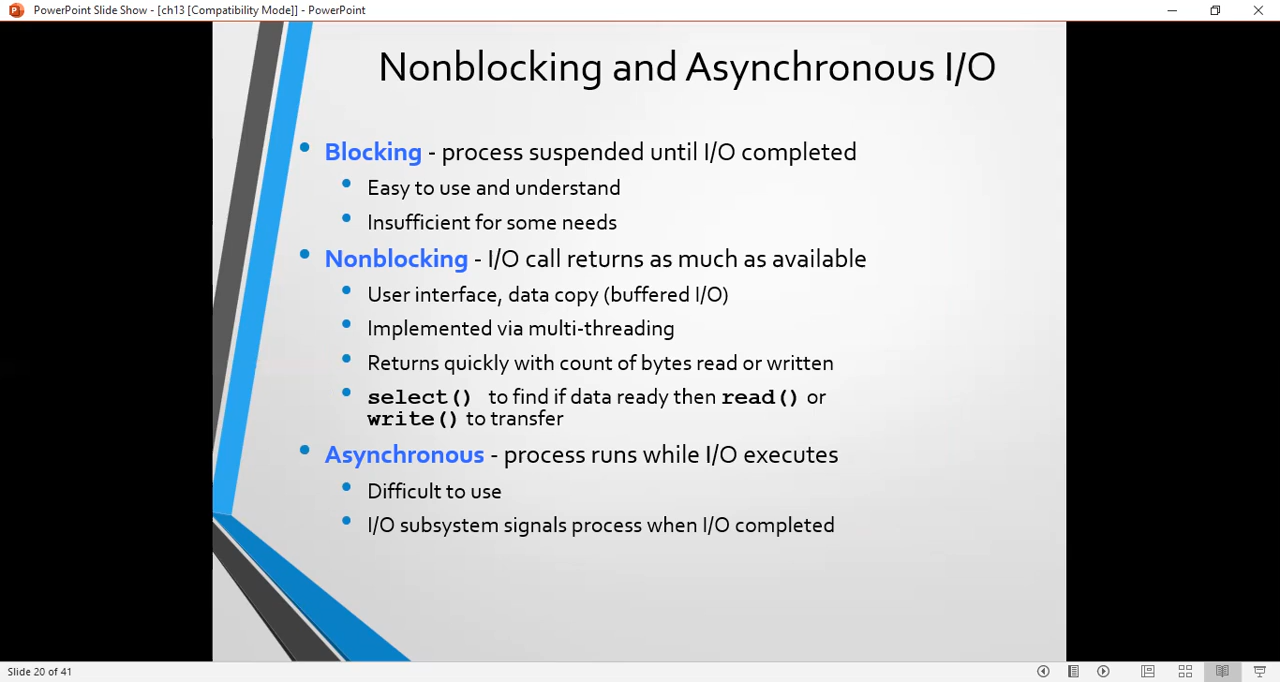 PowerPoint Slide Show - [ch13 [Compatibility Mode]] - PowerPoint
Nonblocking and Asynchronous I/O
• Blocking - process suspended until I/O completed
• Easy to use and understand
• Insufficient for some needs
• Nonblocking - I/O call returns as much as available
• User interface, data copy (buffered I/O)
• Implemented via multi-threading
• Returns quickly with count of bytes read or written
• select() to find if data ready then read() or
write() to transfer
• Asynchronous - process runs while I/O executes
• Difficult to use
• I/O subsystem signals process when I/O completed
Slide 20 of 41